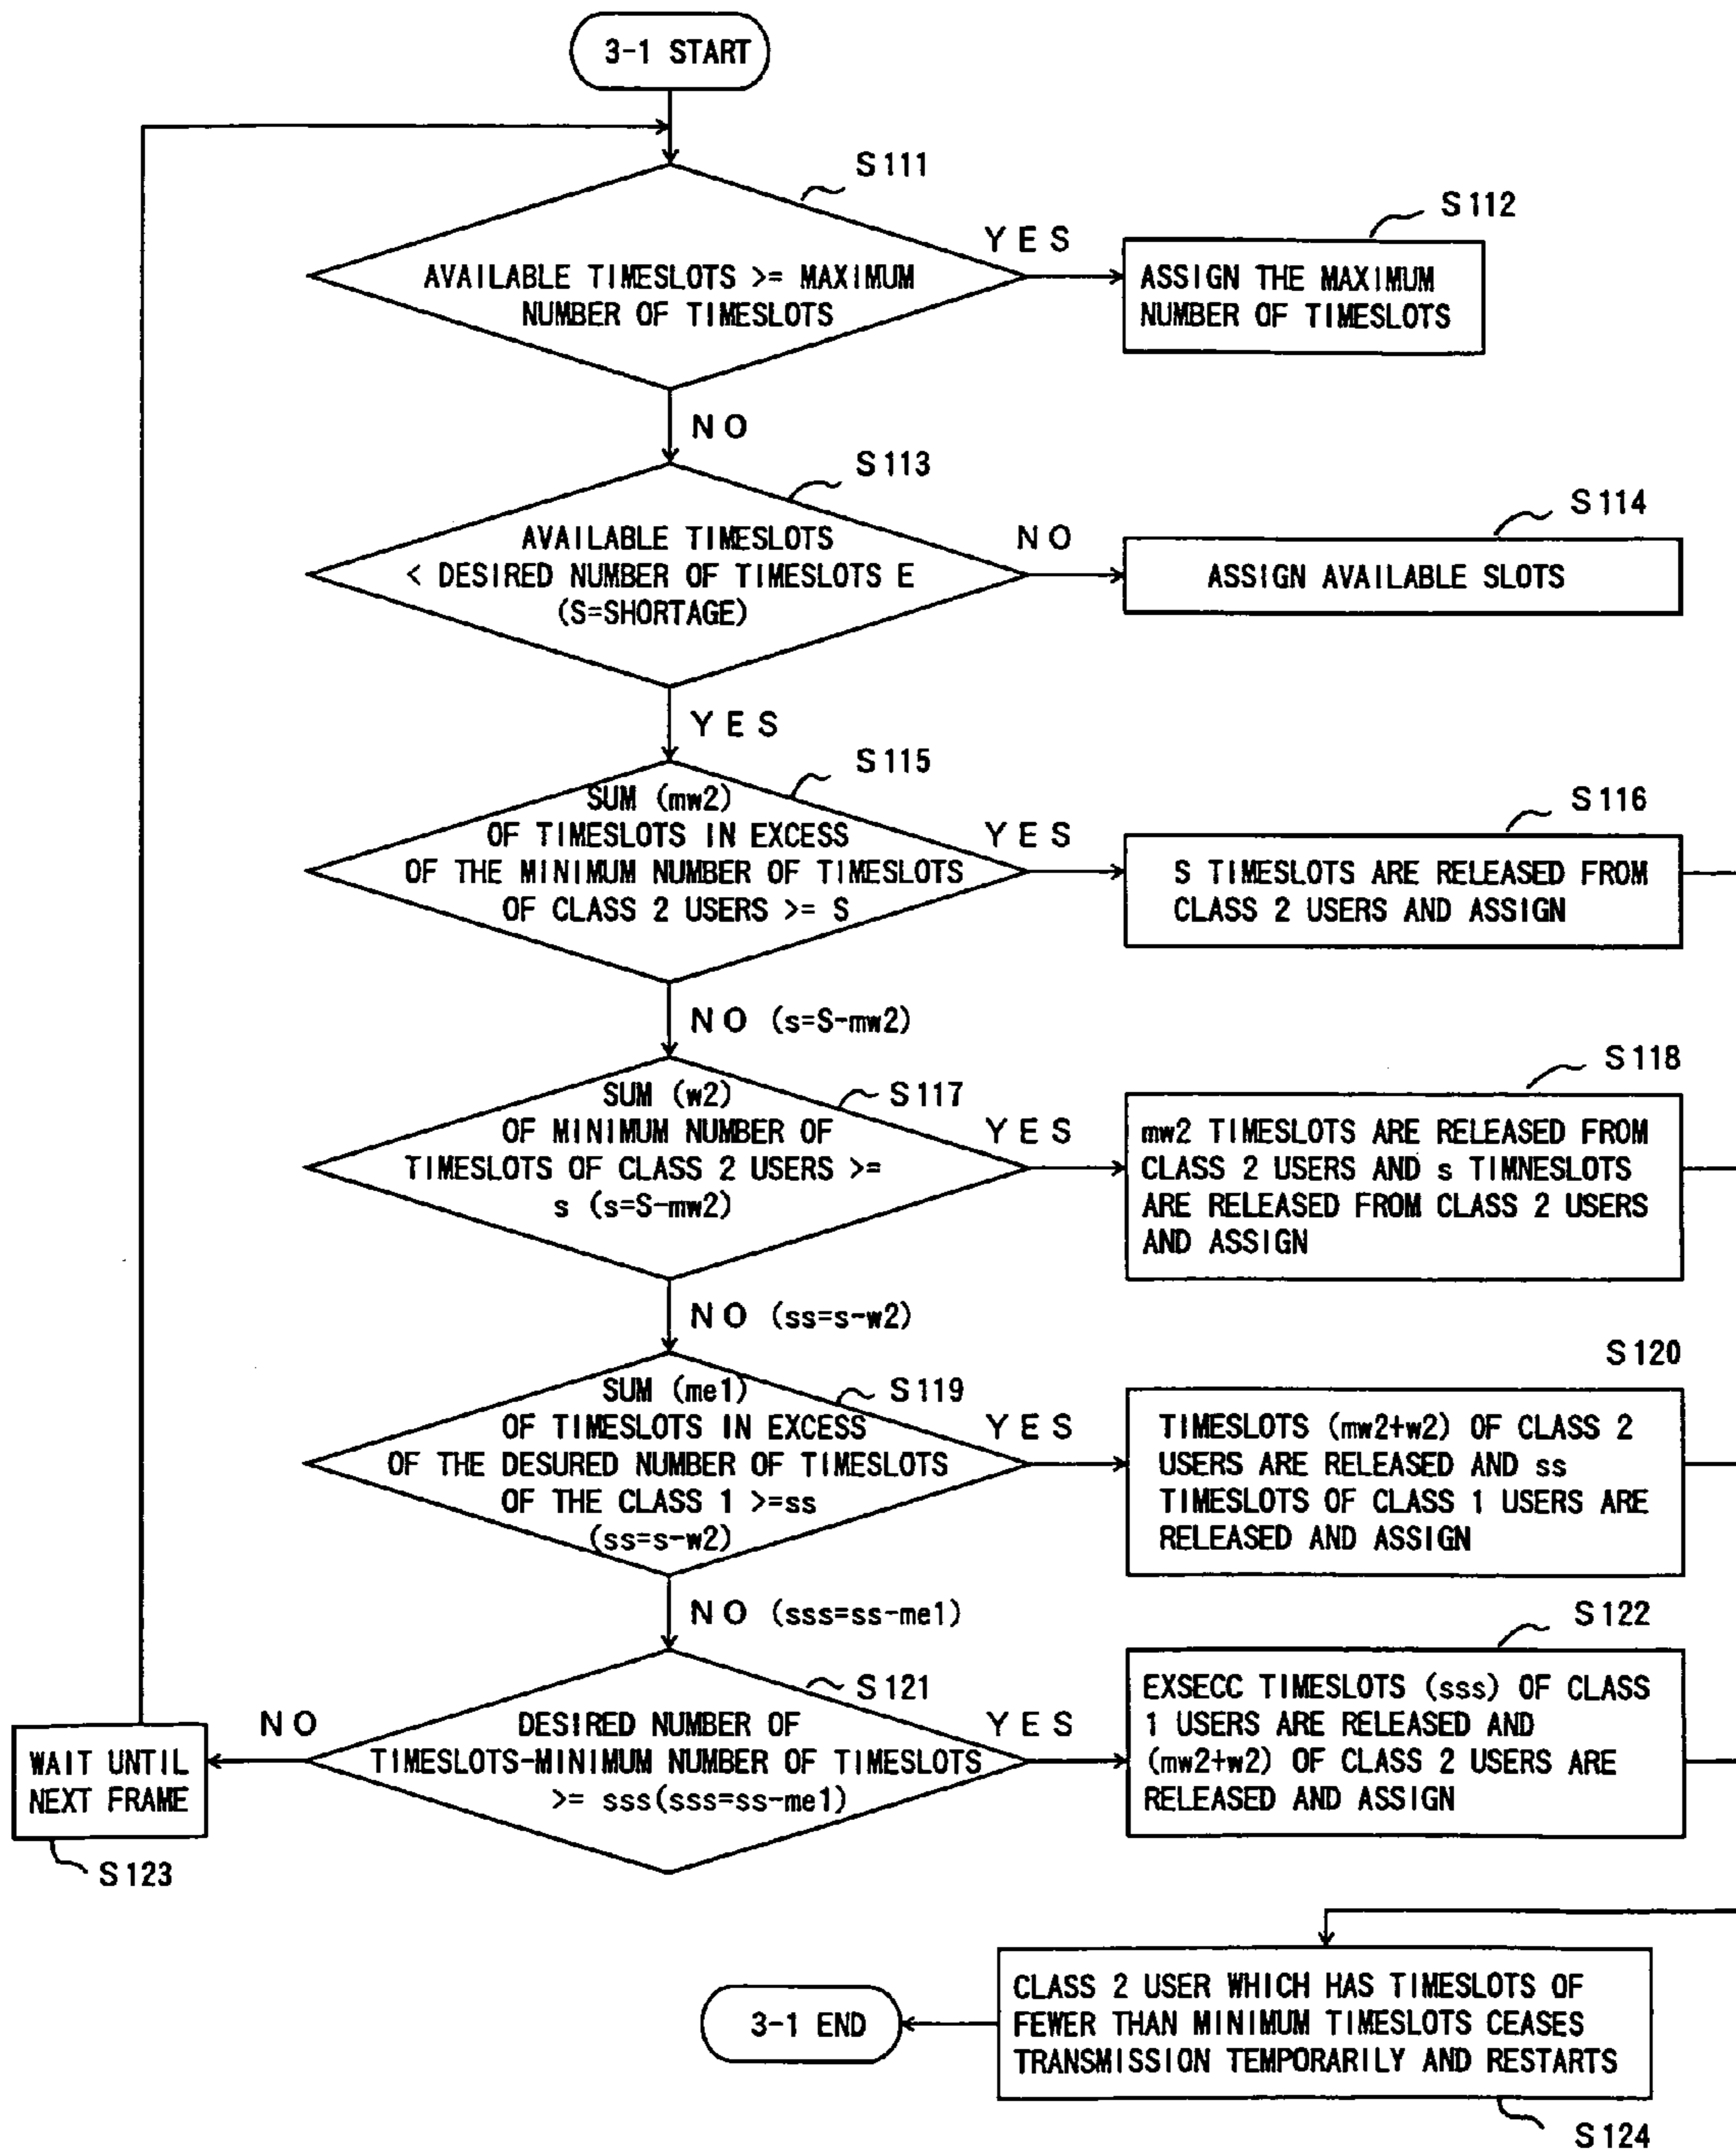 3-1 START
S111
AVAILABLE TIMESLOTS >= MAXIMUM
NUMBER OF TIMESLOTS
YES
S112
ASSIGN THE MAXIMUM
NUMBER OF TIMESLOTS
NO
S113
AVAILABLE TIMESLOTS
< DESIRED NUMBER OF TIMESLOTS E
(S=SHORTAGE)
NO
S114
ASSIGN AVAILABLE SLOTS
YES
S115
SUM (mw2)
OF TIMESLOTS IN EXCESS
OF THE MINIMUM NUMBER OF TIMESLOTS
OF CLASS 2 USERS >= S
YES
S116
S TIMESLOTS ARE RELEASED FROM
CLASS 2 USERS AND ASSIGN
NO (s=S-mw2)
S117
SUM (w2)
OF MINIMUM NUMBER OF
TIMESLOTS OF CLASS 2 USERS >=
s (s=S-mw2)
YES
S118
mw2 TIMESLOTS ARE RELEASED FROM
CLASS 2 USERS AND s TIMNESLOTS
ARE RELEASED FROM CLASS 2 USERS
AND ASSIGN
NO (ss=s-w2)
S119
SUM (me1)
OF TIMESLOTS IN EXCESS
OF THE DESURED NUMBER OF TIMESLOTS
OF THE CLASS 1 >=ss
(ss=s-w2)
YES
S120
TIMESLOTS (mw2+w2) OF CLASS 2
USERS ARE RELEASED AND ss
TIMESLOTS OF CLASS 1 USERS ARE
RELEASED AND ASSIGN
NO (sss=ss-me1)
S121
DESIRED NUMBER OF
TIMESLOTS-MINIMUM NUMBER OF TIMESLOTS
>= sss(sss=ss-me1)
YES
S122
EXSECC TIMESLOTS (sss) OF CLASS
1 USERS ARE RELEASED AND
(mw2+w2) OF CLASS 2 USERS ARE
RELEASED AND ASSIGN
NO
WAIT UNTIL
NEXT FRAME
S123
CLASS 2 USER WHICH HAS TIMESLOTS OF
FEWER THAN MINIMUM TIMESLOTS CEASES
TRANSMISSION TEMPORARILY AND RESTARTS
S124
3-1 END